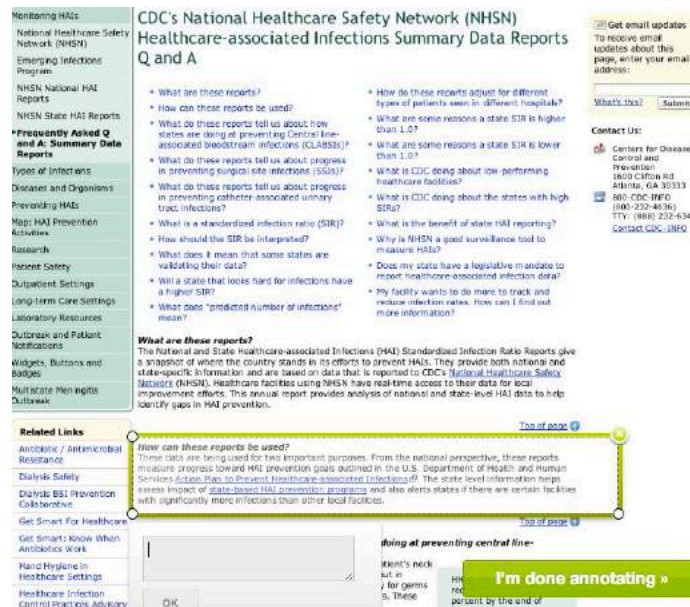 Monitoring HAIs
National Healthcare Safety
Network (NHSN)
Emerging Infections
Program
NHSN National HAI
Reports
NHSN State HAI Reports
*Frequently Asked Q
and A: Summary Data
Reports
Types of Infections
Diseases and Organisms
Preventing HAIs
Map: HAI Prevention
Activities
Research
Patient Safety
Outpatient Settings
Long-term Care Settings
Laboratory Resources
Outbreak and Patient
Notifications
Widgets, Buttons and
Badges
Multistate Meningitis
Outbreak
Related Links
Antibiotic / Antimicrobial
Resistance
Dialysis Safety
Dialysis BSI Prevention
Collaborative
Get Smart For Healthcare
Get Smart: Know When
Antibiotics Work
Hand Hygiene in
Healthcare Settings
Healthcare Infection
Control Practices Advisory
CDC's National Healthcare Safety Network (NHSN)
Healthcare-associated Infections Summary Data Reports
Q and A
What are these reports?
How can these reports be used?
What do these reports tell us about how
states are doing at preventing Central line-
associated bloodstream infections (CLABSIs)?
What do these reports tell us about progress
in preventing surgical site infections (SSIs)?
What do these reports tell us about progress
in preventing catheter-associated urinary
tract infections?
What is a standardized infection ratio (SIR)?
How should the SIR be interpreted?
What does it mean that some states are
validating their data?
Will a state that looks hard for infections have
a higher SIR?
What does "predicted number of infections"
mean?
How do these reports adjust for different
types of patients seen in different hospitals?
What are some reasons a state SIR is higher
than 1.0?
What are some reasons a state SIR is lower
than 1.0?
What is CDC doing about low-performing
healthcare facilities?
What is CDC doing about the states with high
SIRs?
What is the benefit of state HAI reporting?
Why is NHSN a good surveillance tool to
measure HAIs?
Does my state have a legislative mandate to
report healthcare-associated infection data?
My facility wants to do more to track and
reduce infection rates. How can I find out
more information?
What are these reports?
The National and State Healthcare-associated Infections (HAI) Standardized Infection Ratio Reports give
a snapshot of where the country stands in its efforts to prevent HAIs. They provide both national and
state-specific information and are based on data that is reported to CDC's National Healthcare Safety
Network (NHSN). Healthcare facilities using NHSN have real-time access to their data for local
improvement efforts. This annual report provides analysis of national and state-level HAI data to help
identify gaps in HAI prevention.
Top of page
How can these reports be used?
These data are being used for two important purposes. From the national perspective, these reports
measure progress toward HAI prevention goals outlined in the U.S. Department of Health and Human
Services Action Plan to Prevent Healthcare-associated Infections. The state level information helps
assess impact of state-based HAI prevention programs and also alerts states if there are certain facilities
with significantly more infections than other local facilities.
Top of page
doing at preventing central line-
tient's neck
ut in
for germs
s. These
OK
HH
rec
percent by the end of
I'm done annotating »
Get email updates
To receive email
updates about this
page, enter your email
address:
What's this? Submit
Contact Us:
Centers for Disease
Control and
Prevention
1600 Clifton Rd
Atlanta, GA 30333
800-CDC-INFO
(800-232-4636)
TTY: (888) 232-634
Contact CDC-INFO